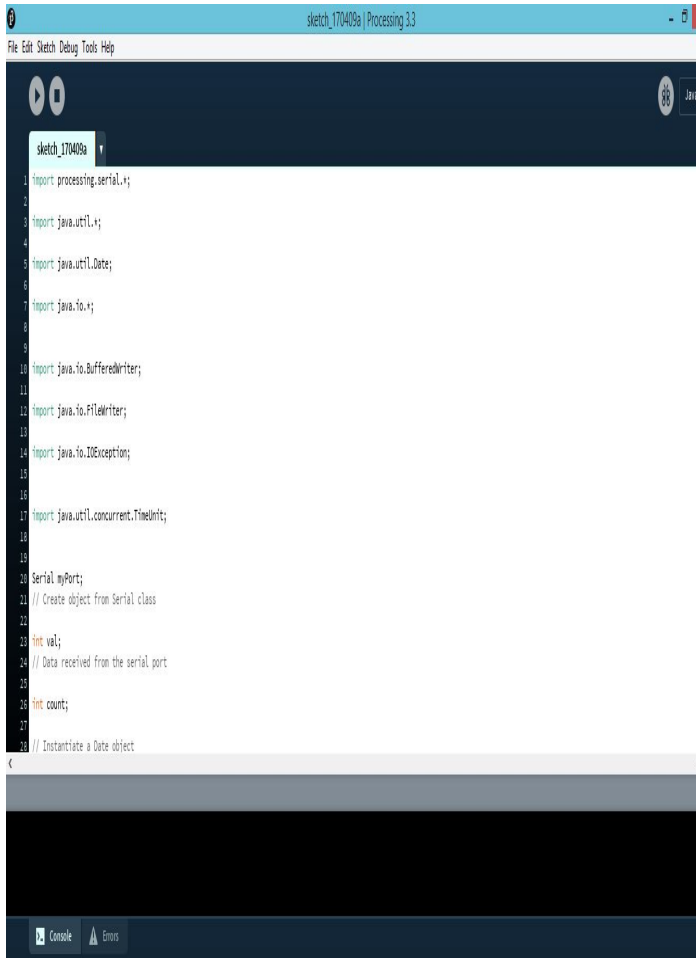 sketch_170409a | Processing 3.3
File Edit Sketch Debug Tools Help
Java
sketch_170409a
1 import processing.serial.*;
2
3 import java.util.*;
4
5 import java.util.Date;
6
7 import java.io.*;
8
9
10 import java.io.BufferedWriter;
11
12 import java.io.FileWriter;
13
14 import java.io.IOException;
15
16
17 import java.util.concurrent.TimeUnit;
18
19
20 Serial myPort;
21 // Create object from Serial class
22
23 int val;
24 // Data received from the serial port
25
26 int count;
27
28 // Instantiate a Date object
Console Errors